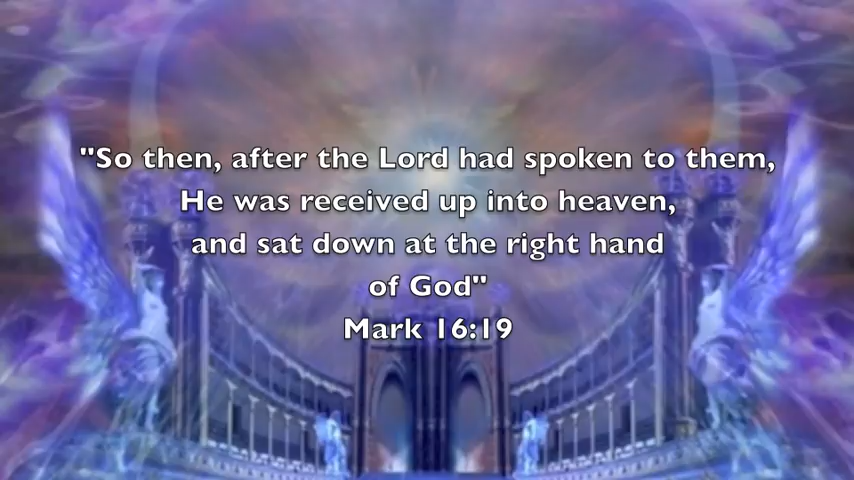 "So then, after the Lord had spoken to them,
He was received up into heaven,
and sat down at the right hand
of God"
Mark 16:19